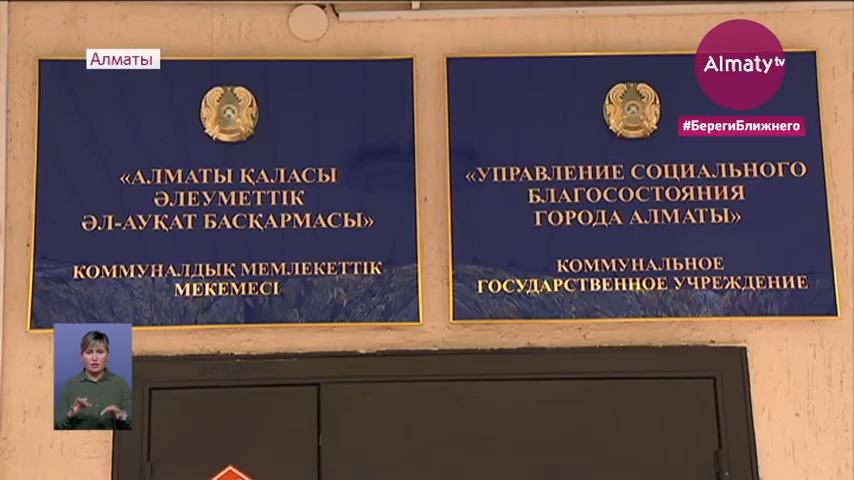 Алматы
Almaty tv
#БерегиБлижнего
«АЛМАТЫ ҚАЛАСЫ
ӘЛЕУМЕТТІК
ӘЛ-АУҚАТ БАСҚАРМАСЫ»
КОММУНАЛДЫҚ МЕМЛЕКЕТТІК
МЕКЕМЕСІ
«УПРАВЛЕНИЕ СОЦИАЛЬНОГО
БЛАГОСОСТОЯНИЯ
ГОРОДА АЛМАТЫ»
КОММУНАЛЬНОЕ
ГОСУДАРСТВЕННОЕ УЧРЕЖДЕНИЕ